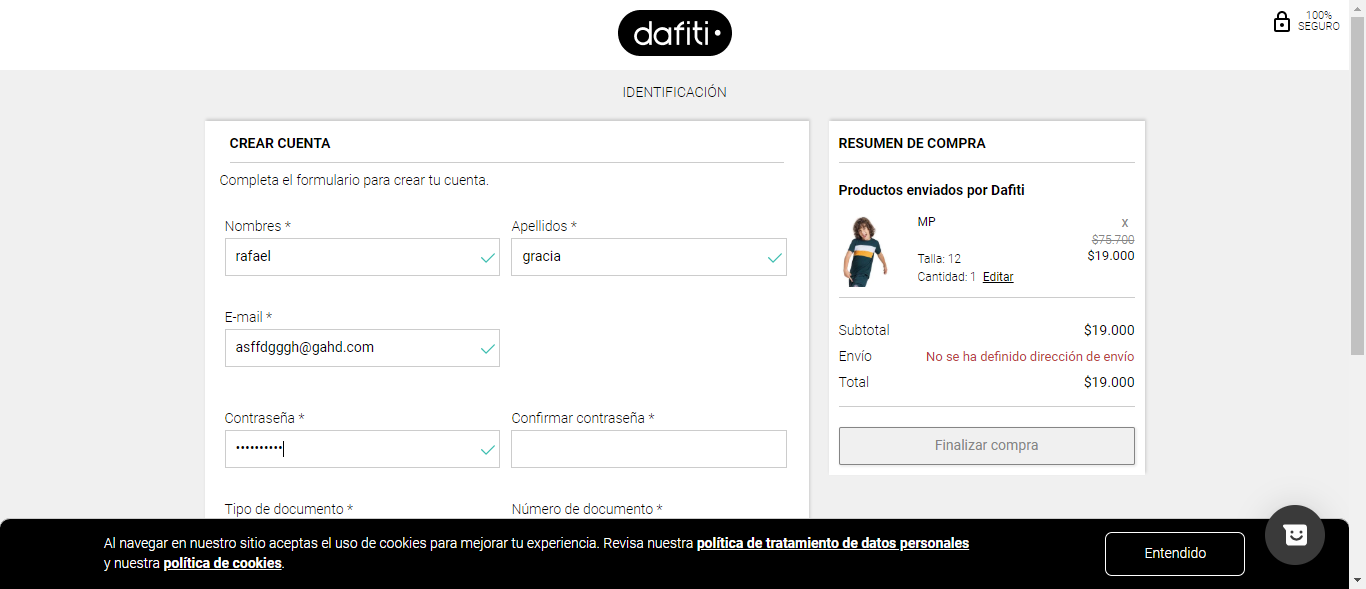 dafiti
100%
SEGURO
IDENTIFICACIÓN
CREAR CUENTA
Completa el formulario para crear tu cuenta.
Nombres *
Apellidos *
rafael
gracia
E-mail *
asffdgggh@gahd.com
Contraseña *
Confirmar contraseña *
••••••••••
Tipo de documento *
Número de documento *
RESUMEN DE COMPRA
Productos enviados por Dafiti
MP
X
$75.700
$19.000
Talla: 12
Cantidad: 1 Editar
Subtotal
$19.000
Envío
No se ha definido dirección de envío
Total
$19.000
Finalizar compra
Al navegar en nuestro sitio aceptas el uso de cookies para mejorar tu experiencia. Revisa nuestra política de tratamiento de datos personales
y nuestra política de cookies.
Entendido